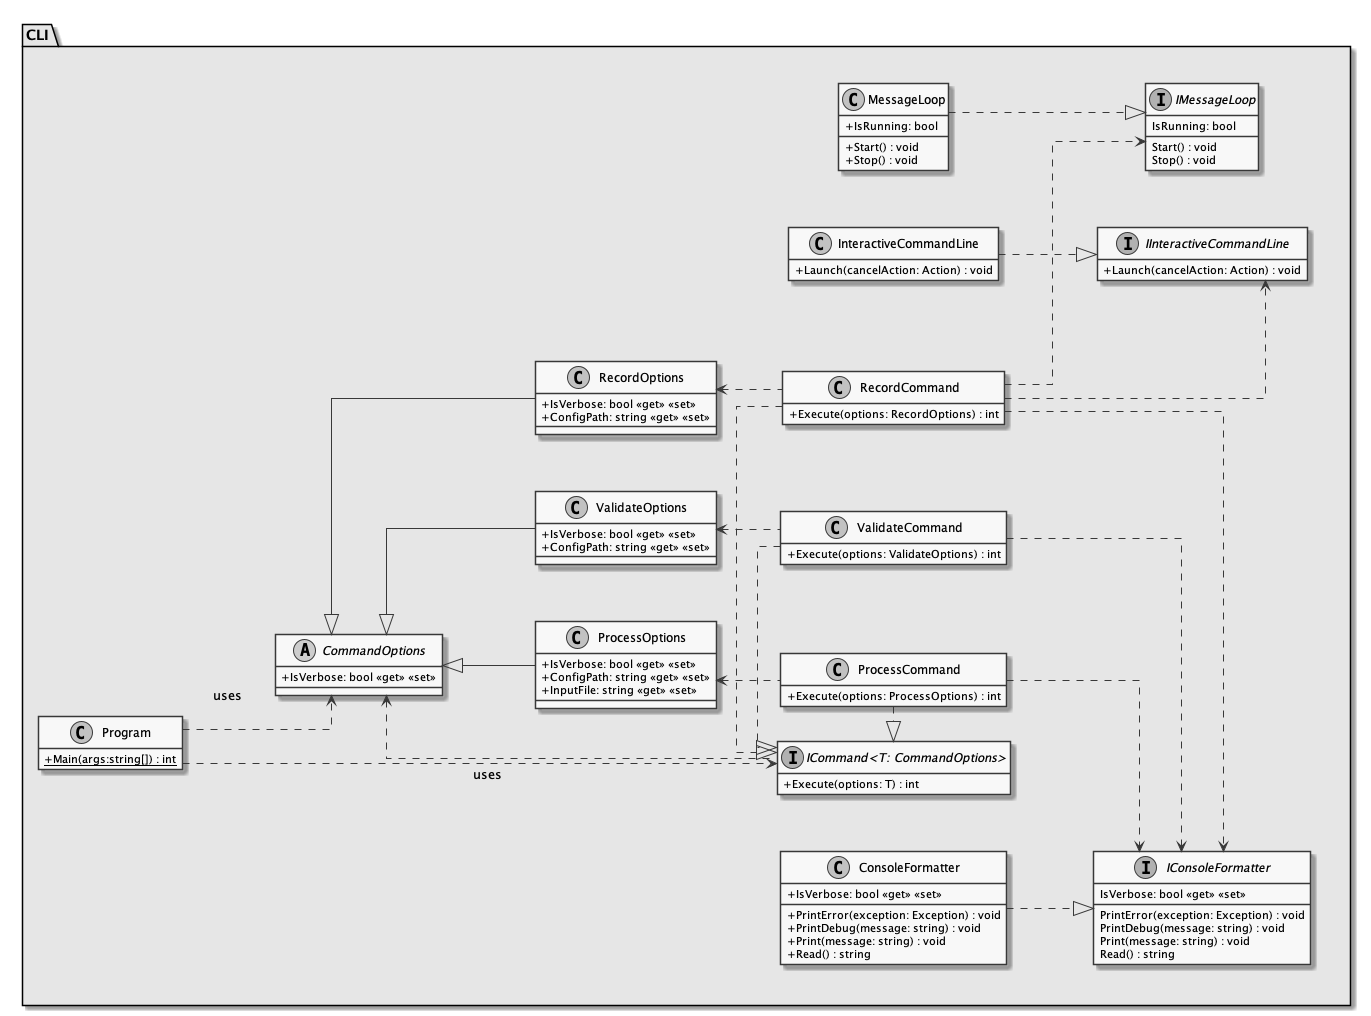 CLI
C MessageLoop
+IsRunning: bool
+Start() : void
+Stop() : void
I IMessageLoop
IsRunning: bool
Start() : void
Stop() : void
C InteractiveCommandLine
+Launch(cancelAction: Action) : void
I IInteractiveCommandLine
+Launch(cancelAction: Action) : void
C RecordOptions
+IsVerbose: bool «get» «set»
+ConfigPath: string «get» «set»
C RecordCommand
+Execute(options: RecordOptions) : int
C ValidateOptions
+IsVerbose: bool «get» «set»
+ConfigPath: string «get» «set»
C ValidateCommand
+Execute(options: ValidateOptions) : int
A CommandOptions
+IsVerbose: bool «get» «set»
C ProcessOptions
+IsVerbose: bool «get» «set»
+ConfigPath: string «get» «set»
+InputFile: string «get» «set»
C ProcessCommand
+Execute(options: ProcessOptions) : int
uses
C Program
+Main(args:string[]) : int
uses
I ICommand<T: CommandOptions>
+Execute(options: T) : int
C ConsoleFormatter
+IsVerbose: bool «get» «set»
+PrintError(exception: Exception) : void
+PrintDebug(message: string) : void
+Print(message: string) : void
+Read() : string
I IConsoleFormatter
IsVerbose: bool «get» «set»
PrintError(exception: Exception) : void
PrintDebug(message: string) : void
Print(message: string) : void
Read() : string